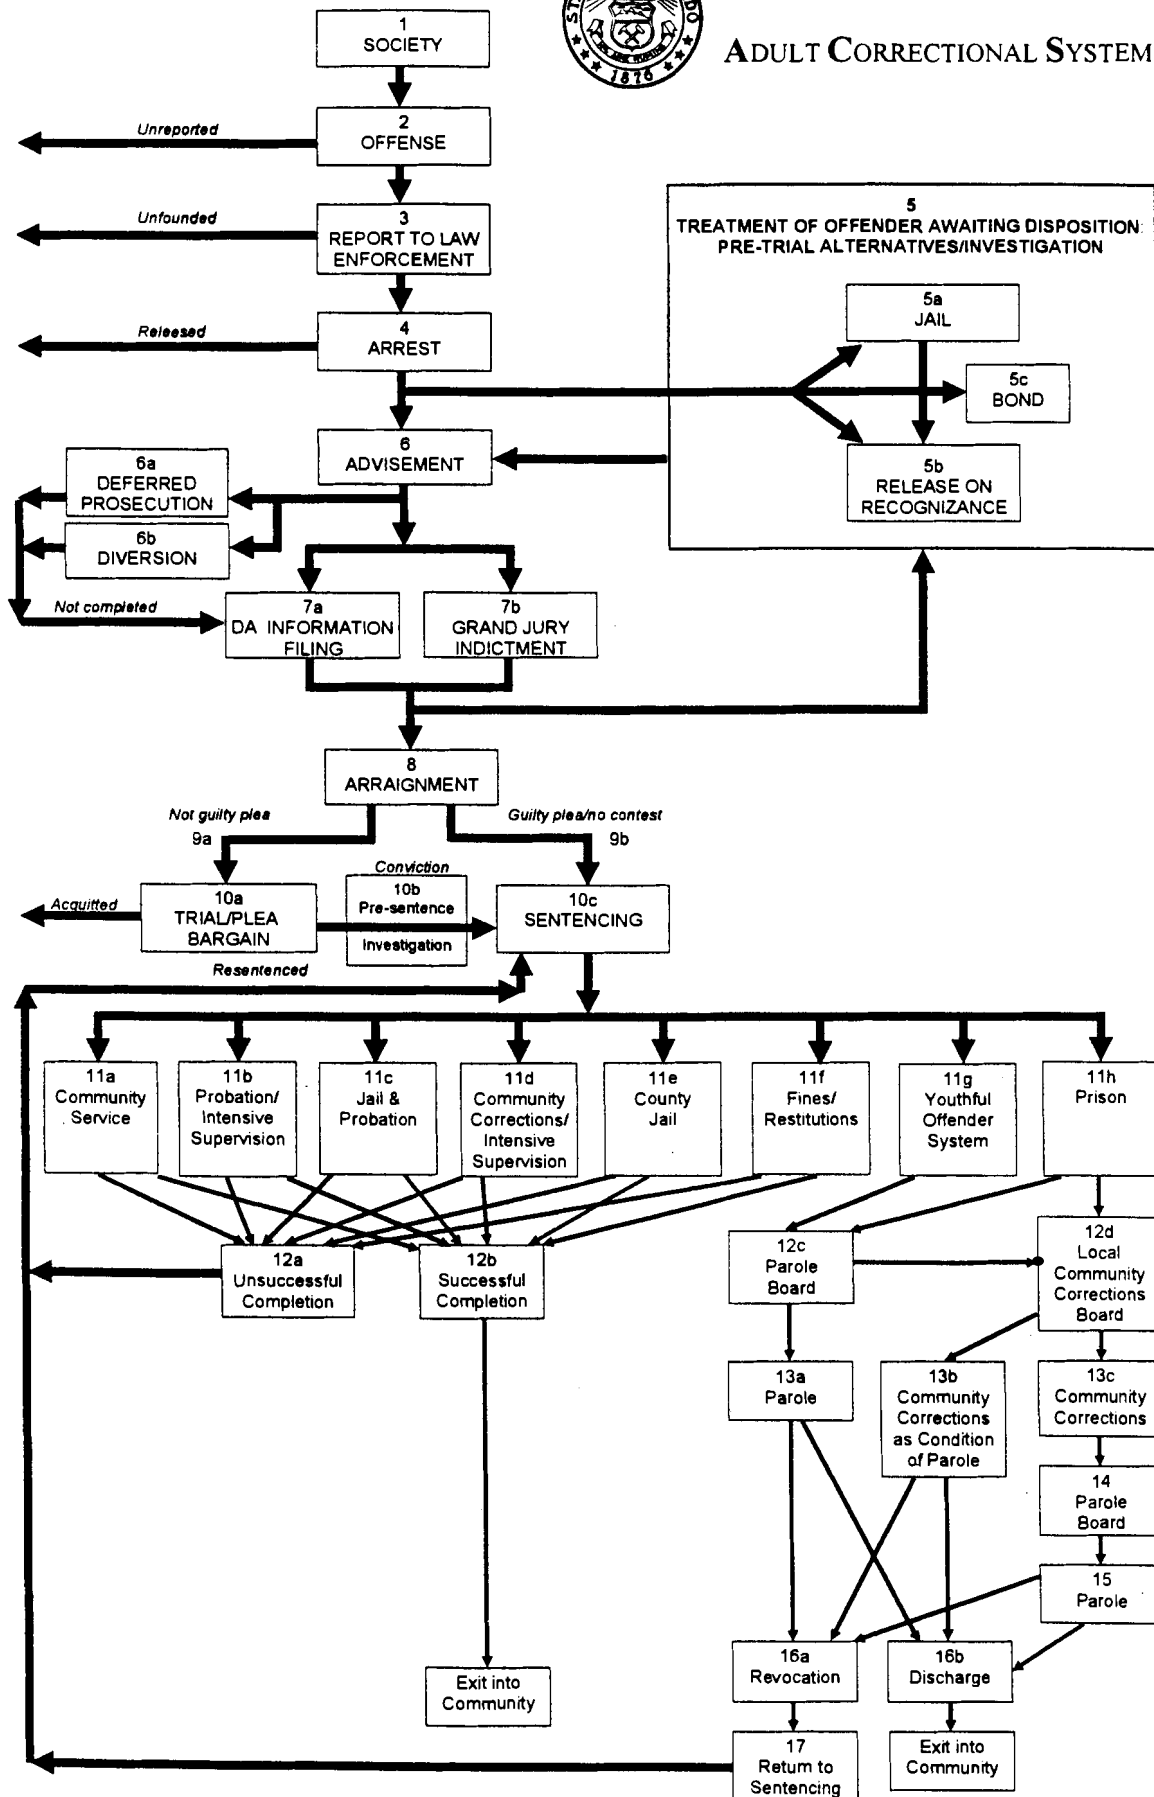 1
SOCIETY
1876
ADULT CORRECTIONAL SYSTEM
Unreported
2
OFFENSE
Unfounded
3
REPORT TO LAW
ENFORCEMENT
5
TREATMENT OF OFFENDER AWAITING DISPOSITION:
PRE-TRIAL ALTERNATIVES/INVESTIGATION
Released
4
ARREST
5a
JAIL
5c
BOND
5b
RELEASE ON
RECOGNIZANCE
6
ADVISEMENT
6a
DEFERRED
PROSECUTION
6b
DIVERSION
Not completed
7a
DA INFORMATION
FILING
7b
GRAND JURY
INDICTMENT
8
ARRAIGNMENT
Not guilty plea
9a
Guilty plea/no contest
9b
Acquitted
10a
TRIAL/PLEA
BARGAIN
Conviction
10b
Pre-sentence
Investigation
10c
SENTENCING
Resentenced
11a
Community
Service
11b
Probation/
Intensive
Supervision
11c
Jail &
Probation
11d
Community
Corrections/
Intensive
Supervision
11e
County
Jail
11f
Fines/
Restitutions
11g
Youthful
Offender
System
11h
Prison
12a
Unsuccessful
Completion
12b
Successful
Completion
12c
Parole
Board
12d
Local
Community
Corrections
Board
13a
Parole
13b
Community
Corrections
as Condition
of Parole
13c
Community
Corrections
14
Parole
Board
15
Parole
16a
Revocation
16b
Discharge
Exit into
Community
17
Return to
Sentencing
Exit into
Community